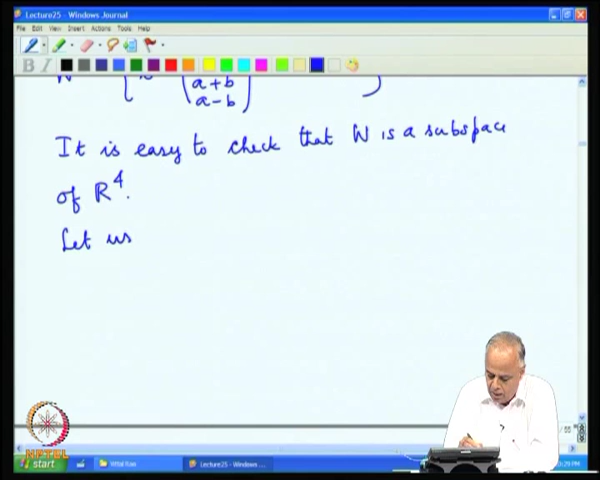 Lecture25 - Windows Journal
File Edit View Insert Actions Tools Help
B I
a+b
a-b
It is easy to check that W is a subspace
of R⁴.
Let us
/ 55
NPTEL
start
Lecture25 - Windows ...